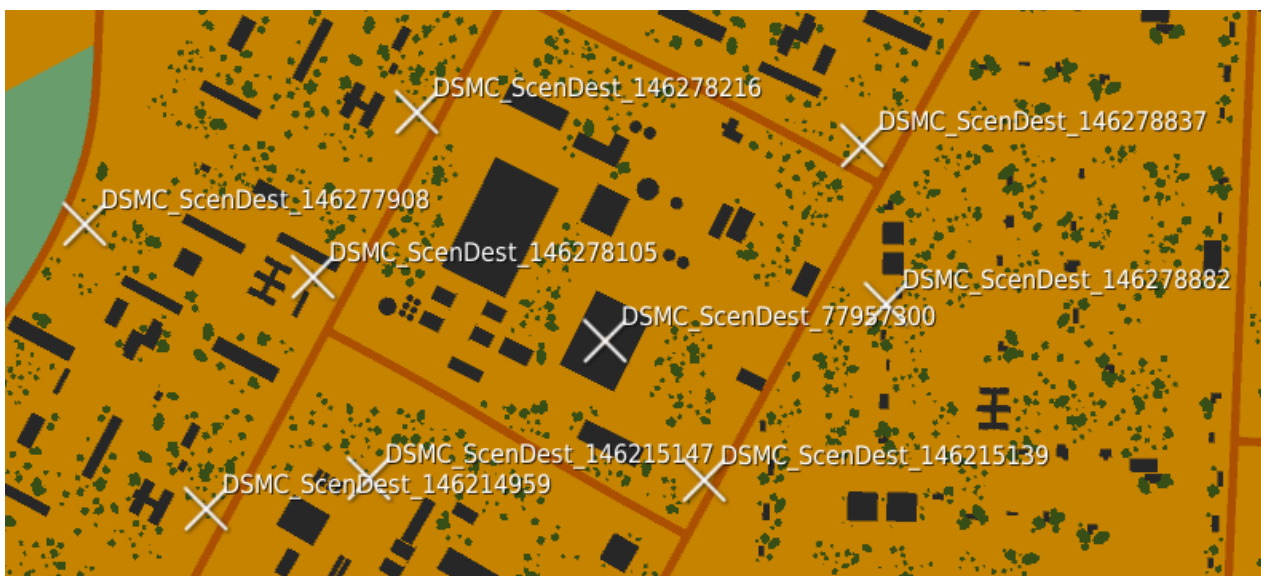 DSMC_ScenDest_146278216
DSMC_ScenDest_146278837
DSMC_ScenDest_146277908
DSMC_ScenDest_146278105
DSMC_ScenDest_146278882
DSMC_ScenDest_77957300
DSMC_ScenDest_146215147
DSMC_ScenDest_146215139
DSMC_ScenDest_146214959